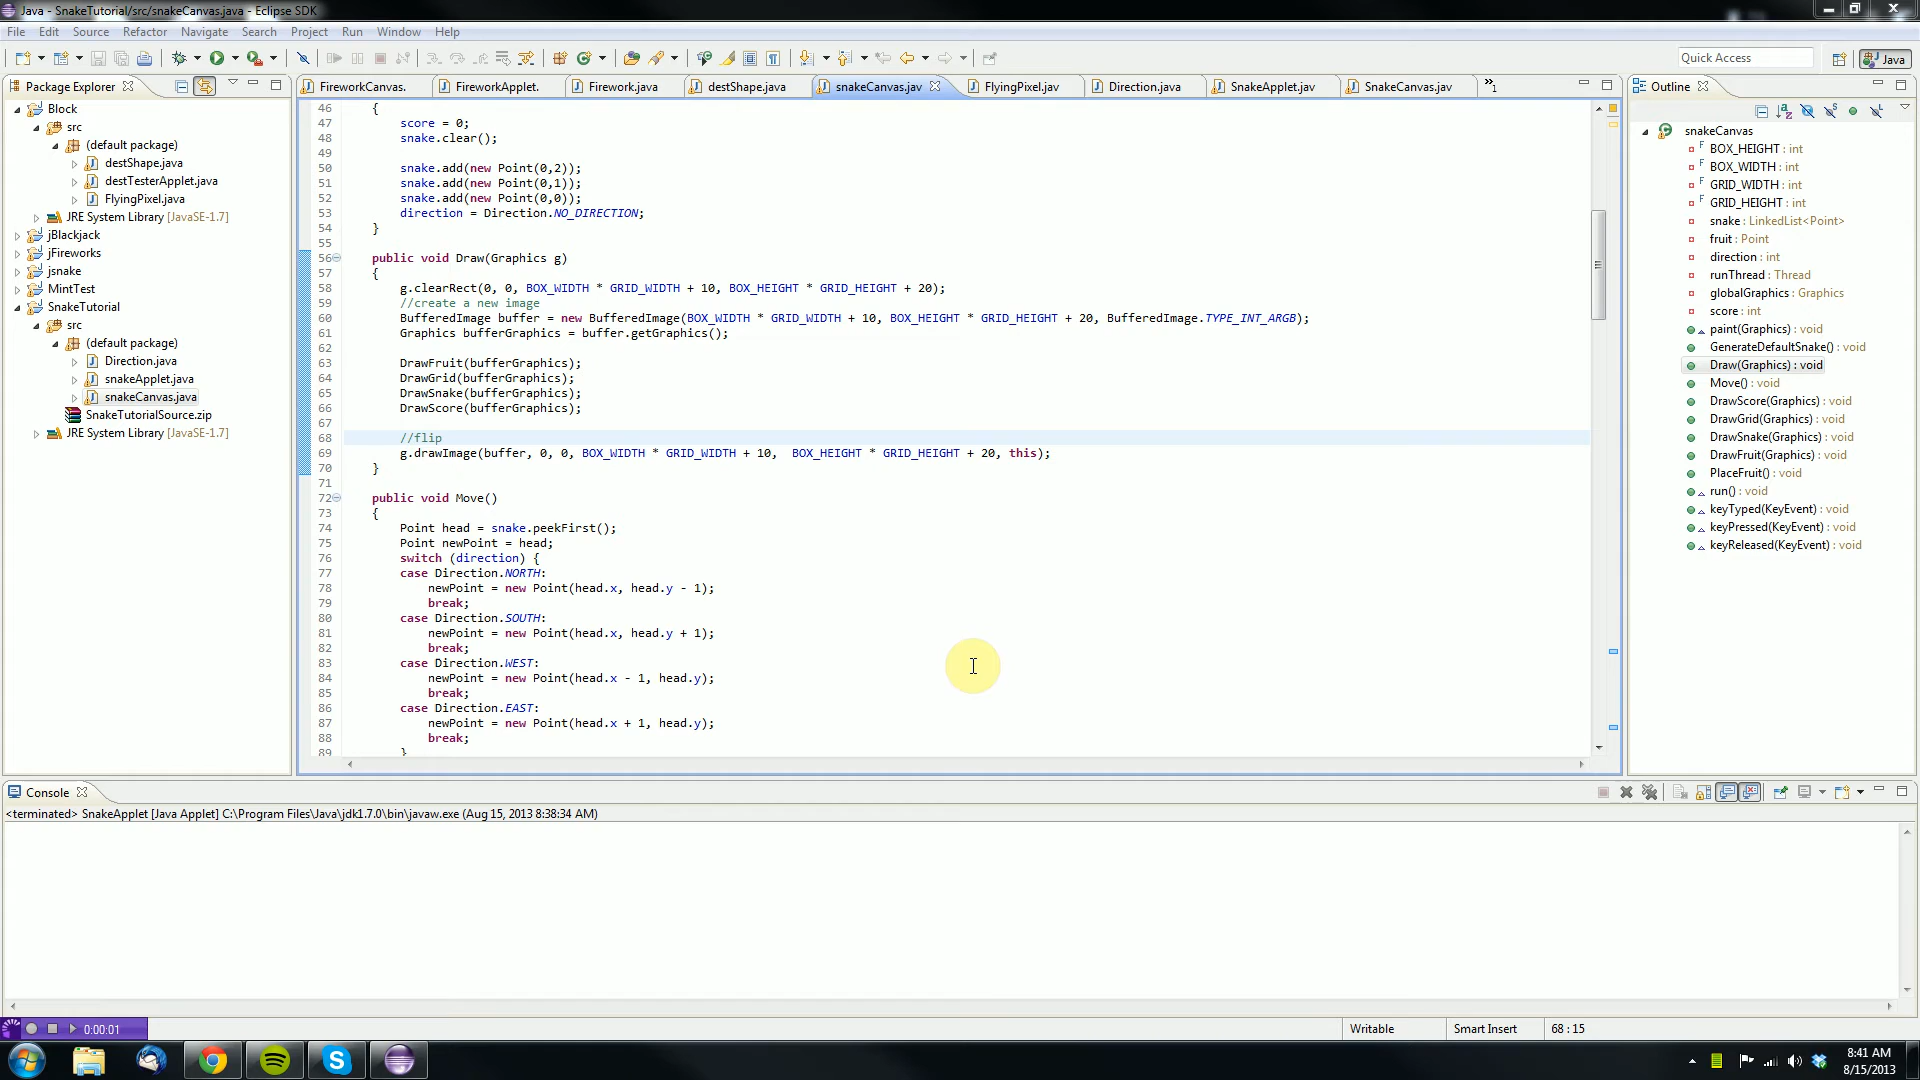 Java - SnakeTutorial/src/snakeCanvas.java - Eclipse SDK
File Edit Source Refactor Navigate Search Project Run Window Help
Quick Access
Java
Package Explorer
Block
src
(default package)
destShape.java
destTesterApplet.java
FlyingPixel.java
JRE System Library [JavaSE-1.7]
jBlackjack
jFireworks
jsnake
MintTest
SnakeTutorial
src
(default package)
Direction.java
snakeApplet.java
snakeCanvas.java
SnakeTutorialSource.zip
JRE System Library [JavaSE-1.7]
FireworkCanvas. FireworkApplet. Firework.java destShape.java snakeCanvas.jav FlyingPixel.jav Direction.java SnakeApplet.jav SnakeCanvas.jav »1
46 {
47 score = 0;
48 snake.clear();
49
50 snake.add(new Point(0,2));
51 snake.add(new Point(0,1));
52 snake.add(new Point(0,0));
53 direction = Direction.NO_DIRECTION;
54 }
55
56 public void Draw(Graphics g)
57 {
58 g.clearRect(0, 0, BOX_WIDTH * GRID_WIDTH + 10, BOX_HEIGHT * GRID_HEIGHT + 20);
59 //create a new image
60 BufferedImage buffer = new BufferedImage(BOX_WIDTH * GRID_WIDTH + 10, BOX_HEIGHT * GRID_HEIGHT + 20, BufferedImage.TYPE_INT_ARGB);
61 Graphics bufferGraphics = buffer.getGraphics();
62
63 DrawFruit(bufferGraphics);
64 DrawGrid(bufferGraphics);
65 DrawSnake(bufferGraphics);
66 DrawScore(bufferGraphics);
67
68 //flip
69 g.drawImage(buffer, 0, 0, BOX_WIDTH * GRID_WIDTH + 10, BOX_HEIGHT * GRID_HEIGHT + 20, this);
70 }
71
72 public void Move()
73 {
74 Point head = snake.peekFirst();
75 Point newPoint = head;
76 switch (direction) {
77 case Direction.NORTH:
78 newPoint = new Point(head.x, head.y - 1);
79 break;
80 case Direction.SOUTH:
81 newPoint = new Point(head.x, head.y + 1);
82 break;
83 case Direction.WEST:
84 newPoint = new Point(head.x - 1, head.y);
85 break;
86 case Direction.EAST:
87 newPoint = new Point(head.x + 1, head.y);
88 break;
89 }
Outline
snakeCanvas
BOX_HEIGHT : int
BOX_WIDTH : int
GRID_WIDTH : int
GRID_HEIGHT : int
snake : LinkedList<Point>
fruit : Point
direction : int
runThread : Thread
globalGraphics : Graphics
score : int
paint(Graphics) : void
GenerateDefaultSnake() : void
Draw(Graphics) : void
Move() : void
DrawScore(Graphics) : void
DrawGrid(Graphics) : void
DrawSnake(Graphics) : void
DrawFruit(Graphics) : void
PlaceFruit() : void
run() : void
keyTyped(KeyEvent) : void
keyPressed(KeyEvent) : void
keyReleased(KeyEvent) : void
Console
<terminated> SnakeApplet [Java Applet] C:\Program Files\Java\jdk1.7.0\bin\javaw.exe (Aug 15, 2013 8:38:34 AM)
0:00:01
Writable Smart Insert 68 : 15
8:41 AM
8/15/2013